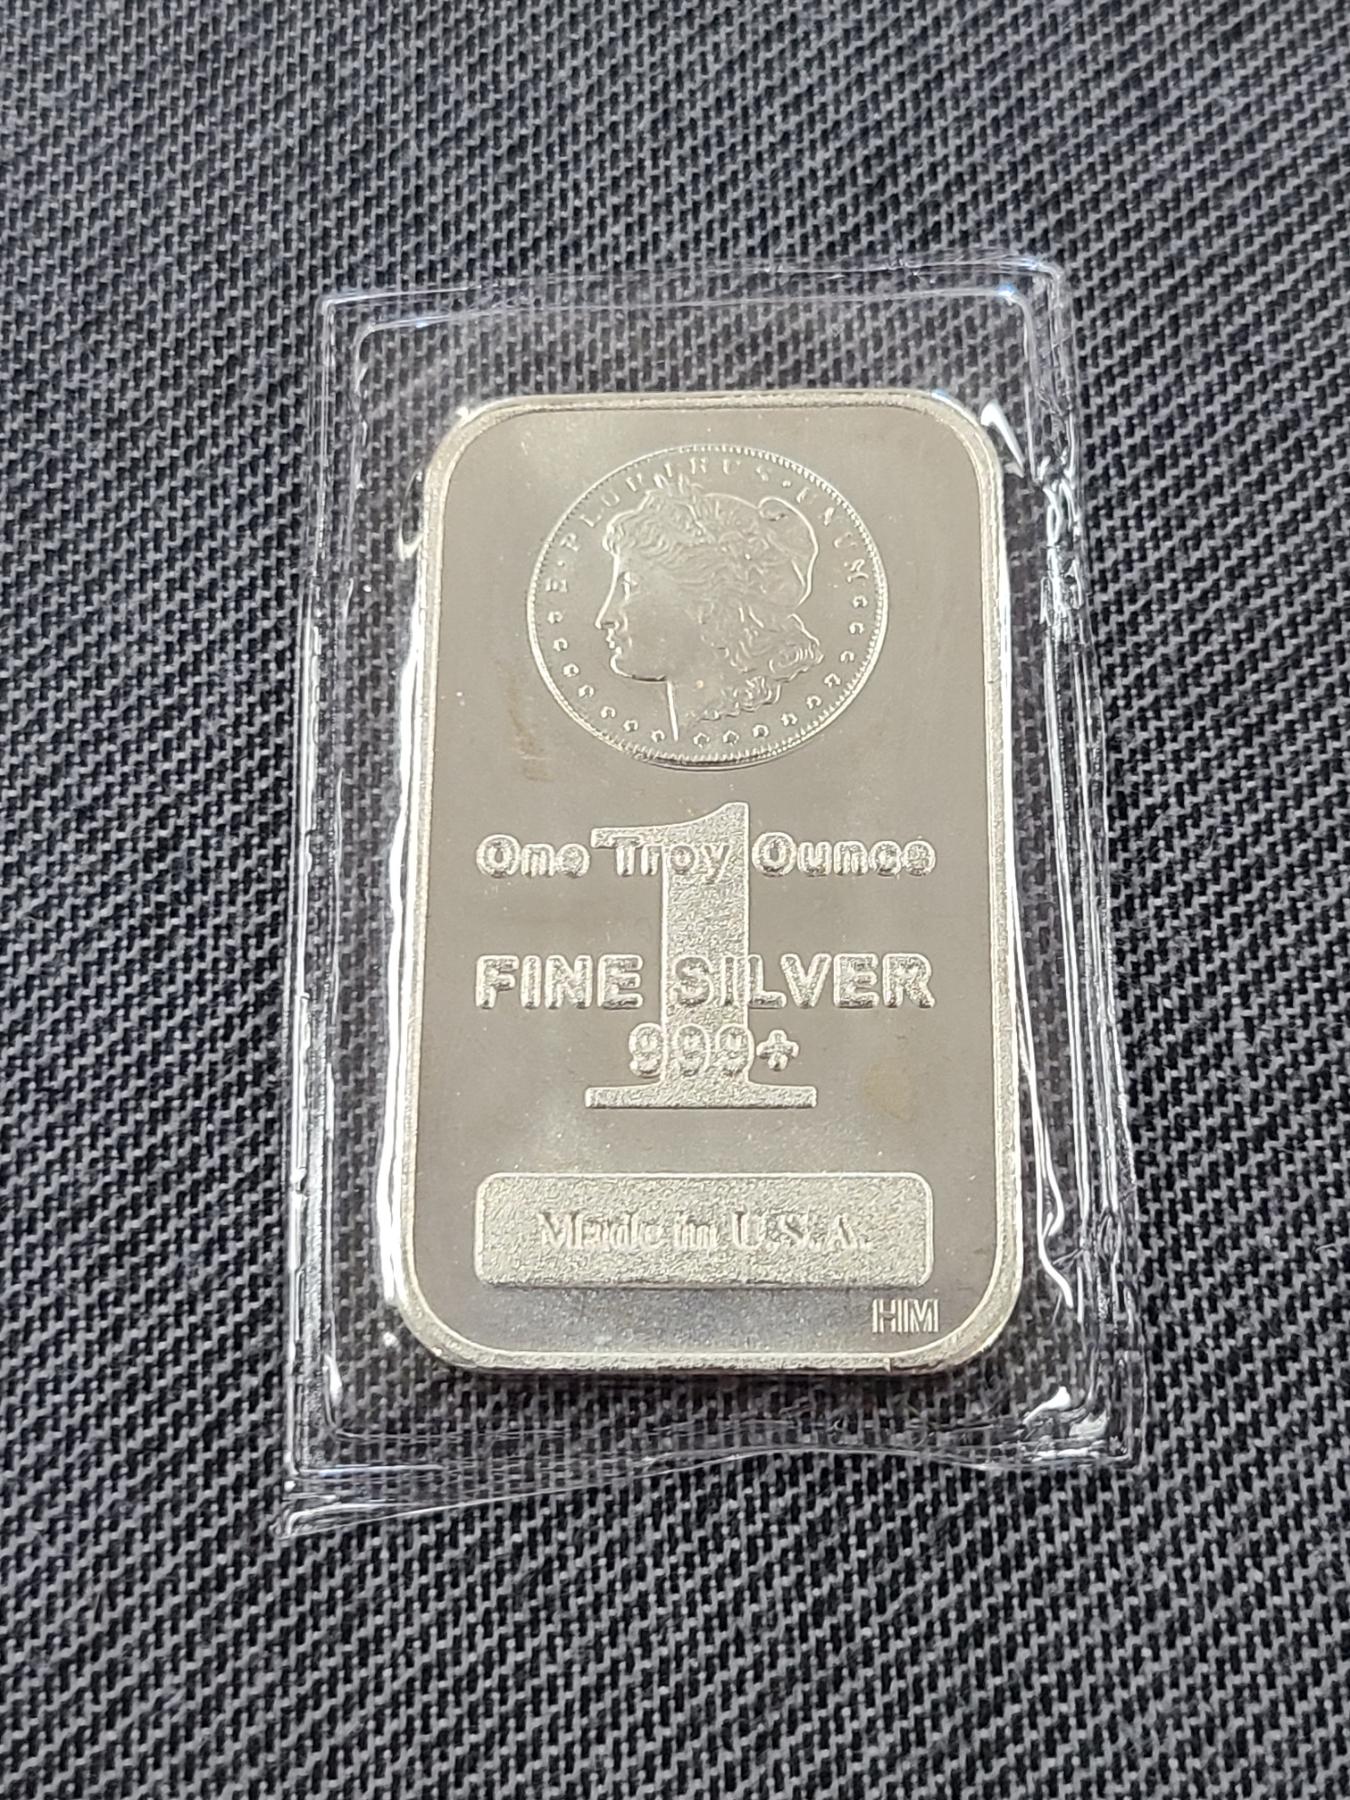 E·PLURIBUS·UNUM
One Troy Ounce
1
FINE SILVER
999+
Made in U.S.A.
HM